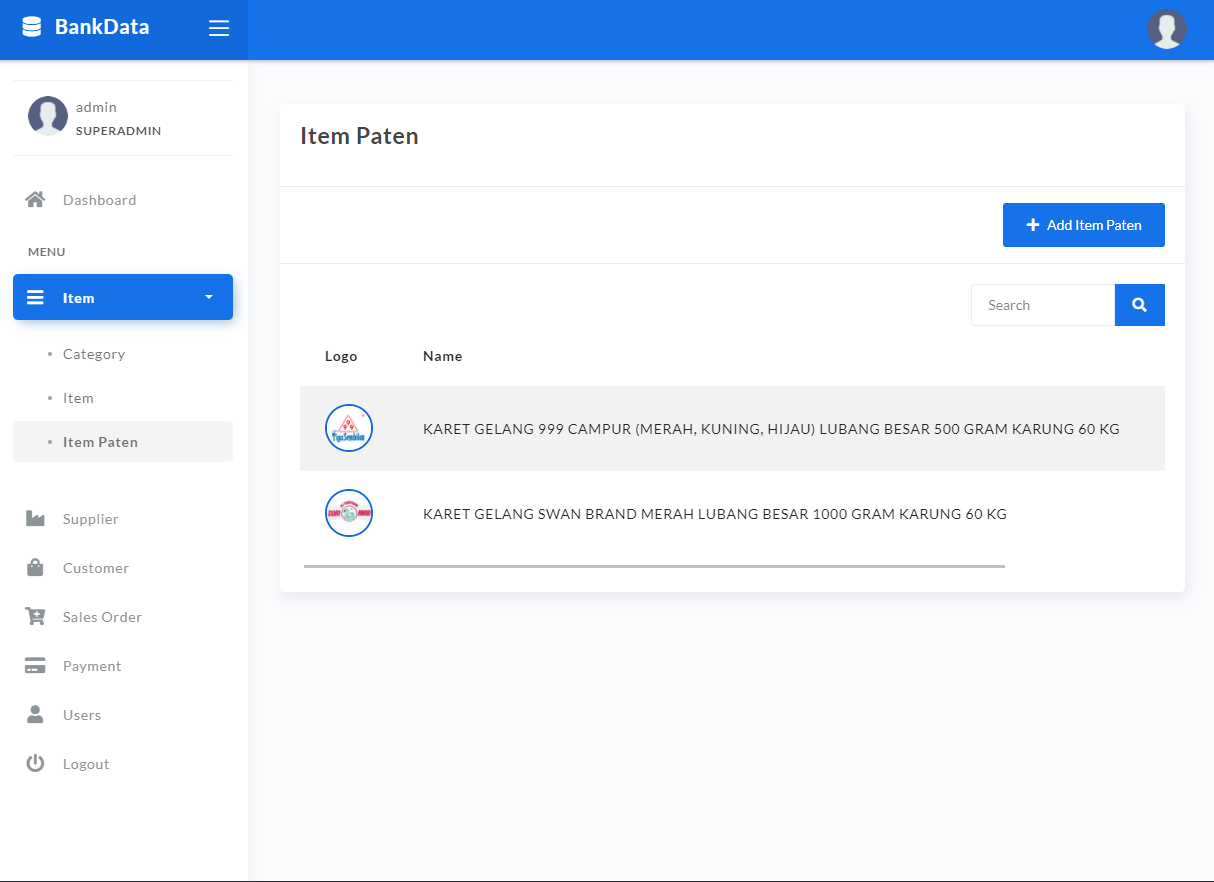 BankData
admin
SUPERADMIN
Dashboard
MENU
Item
Category
Item
Item Paten
Supplier
Customer
Sales Order
Payment
Users
Logout
Item Paten
Add Item Paten
Search
Logo Name
KARET GELANG 999 CAMPUR (MERAH, KUNING, HIJAU) LUBANG BESAR 500 GRAM KARUNG 60 KG
KARET GELANG SWAN BRAND MERAH LUBANG BESAR 1000 GRAM KARUNG 60 KG